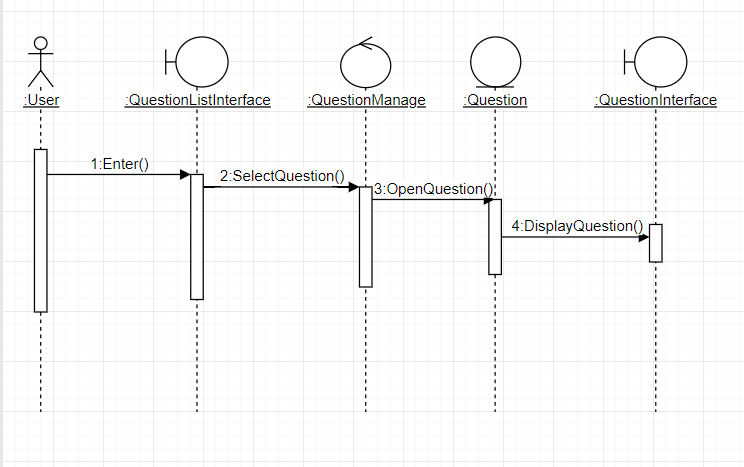 :User
:QuestionListInterface
:QuestionManage
:Question
:QuestionInterface
1:Enter()
2:SelectQuestion()
3:OpenQuestion()
4:DisplayQuestion()